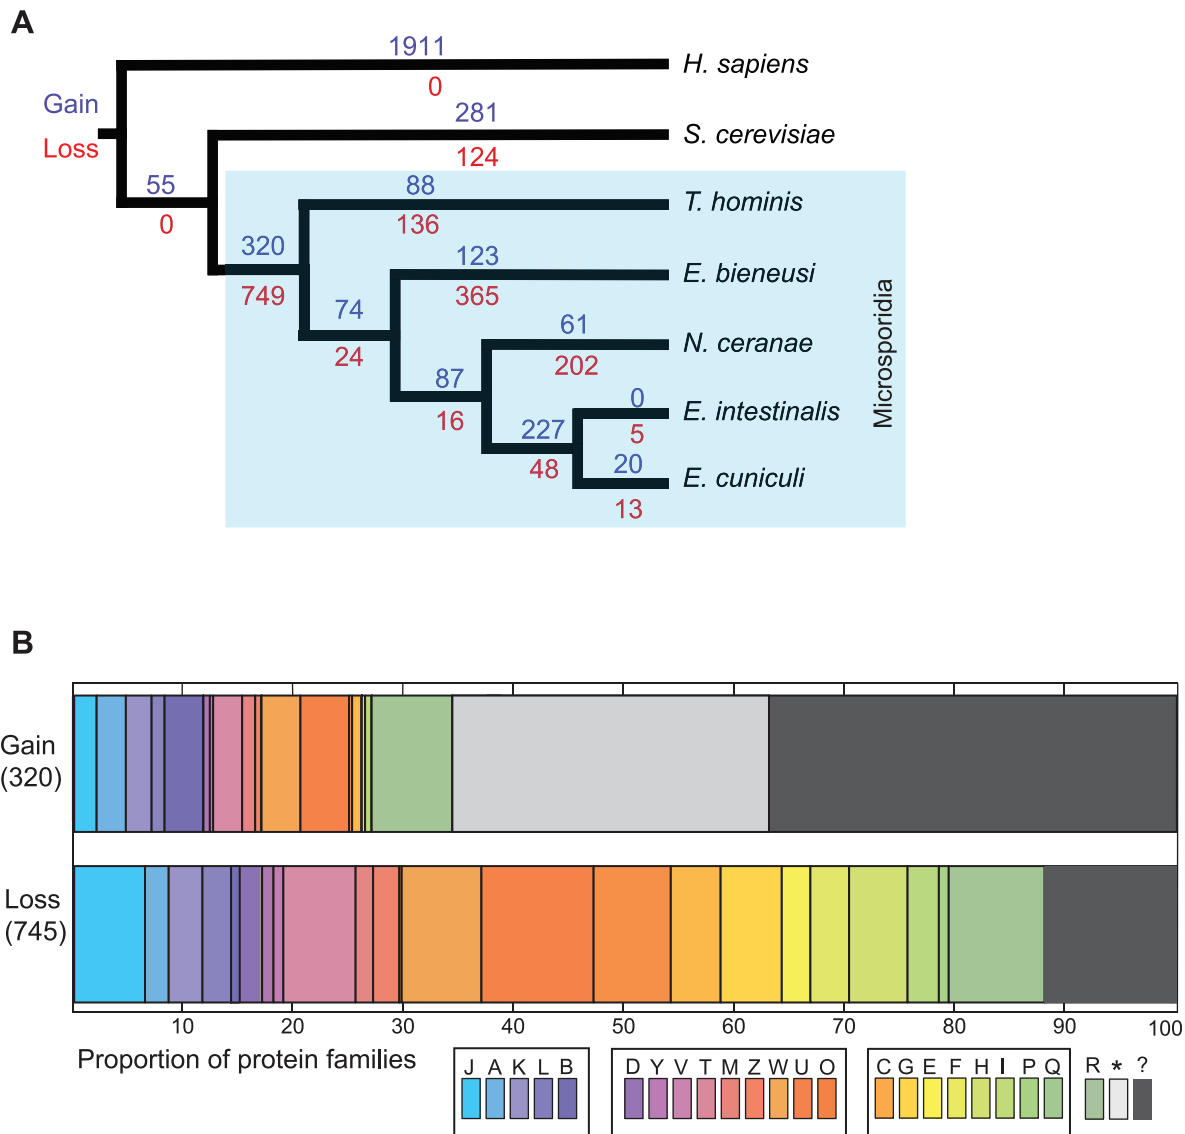 A
1911
H. sapiens
0
Gain
Loss
281
S. cerevisiae
124
55
0
88
T. hominis
136
320
749
123
E. bieneusi
365
74
24
61
N. ceranae
202
87
16
0
E. intestinalis
5
227
48
20
E. cuniculi
13
Microsporidia
B
Gain
(320)
Loss
(745)
10 20 30 40 50 60 70 80 90 100
Proportion of protein families
J A K L B
D Y V T M Z W U O
C G E F H I P Q
R * ?